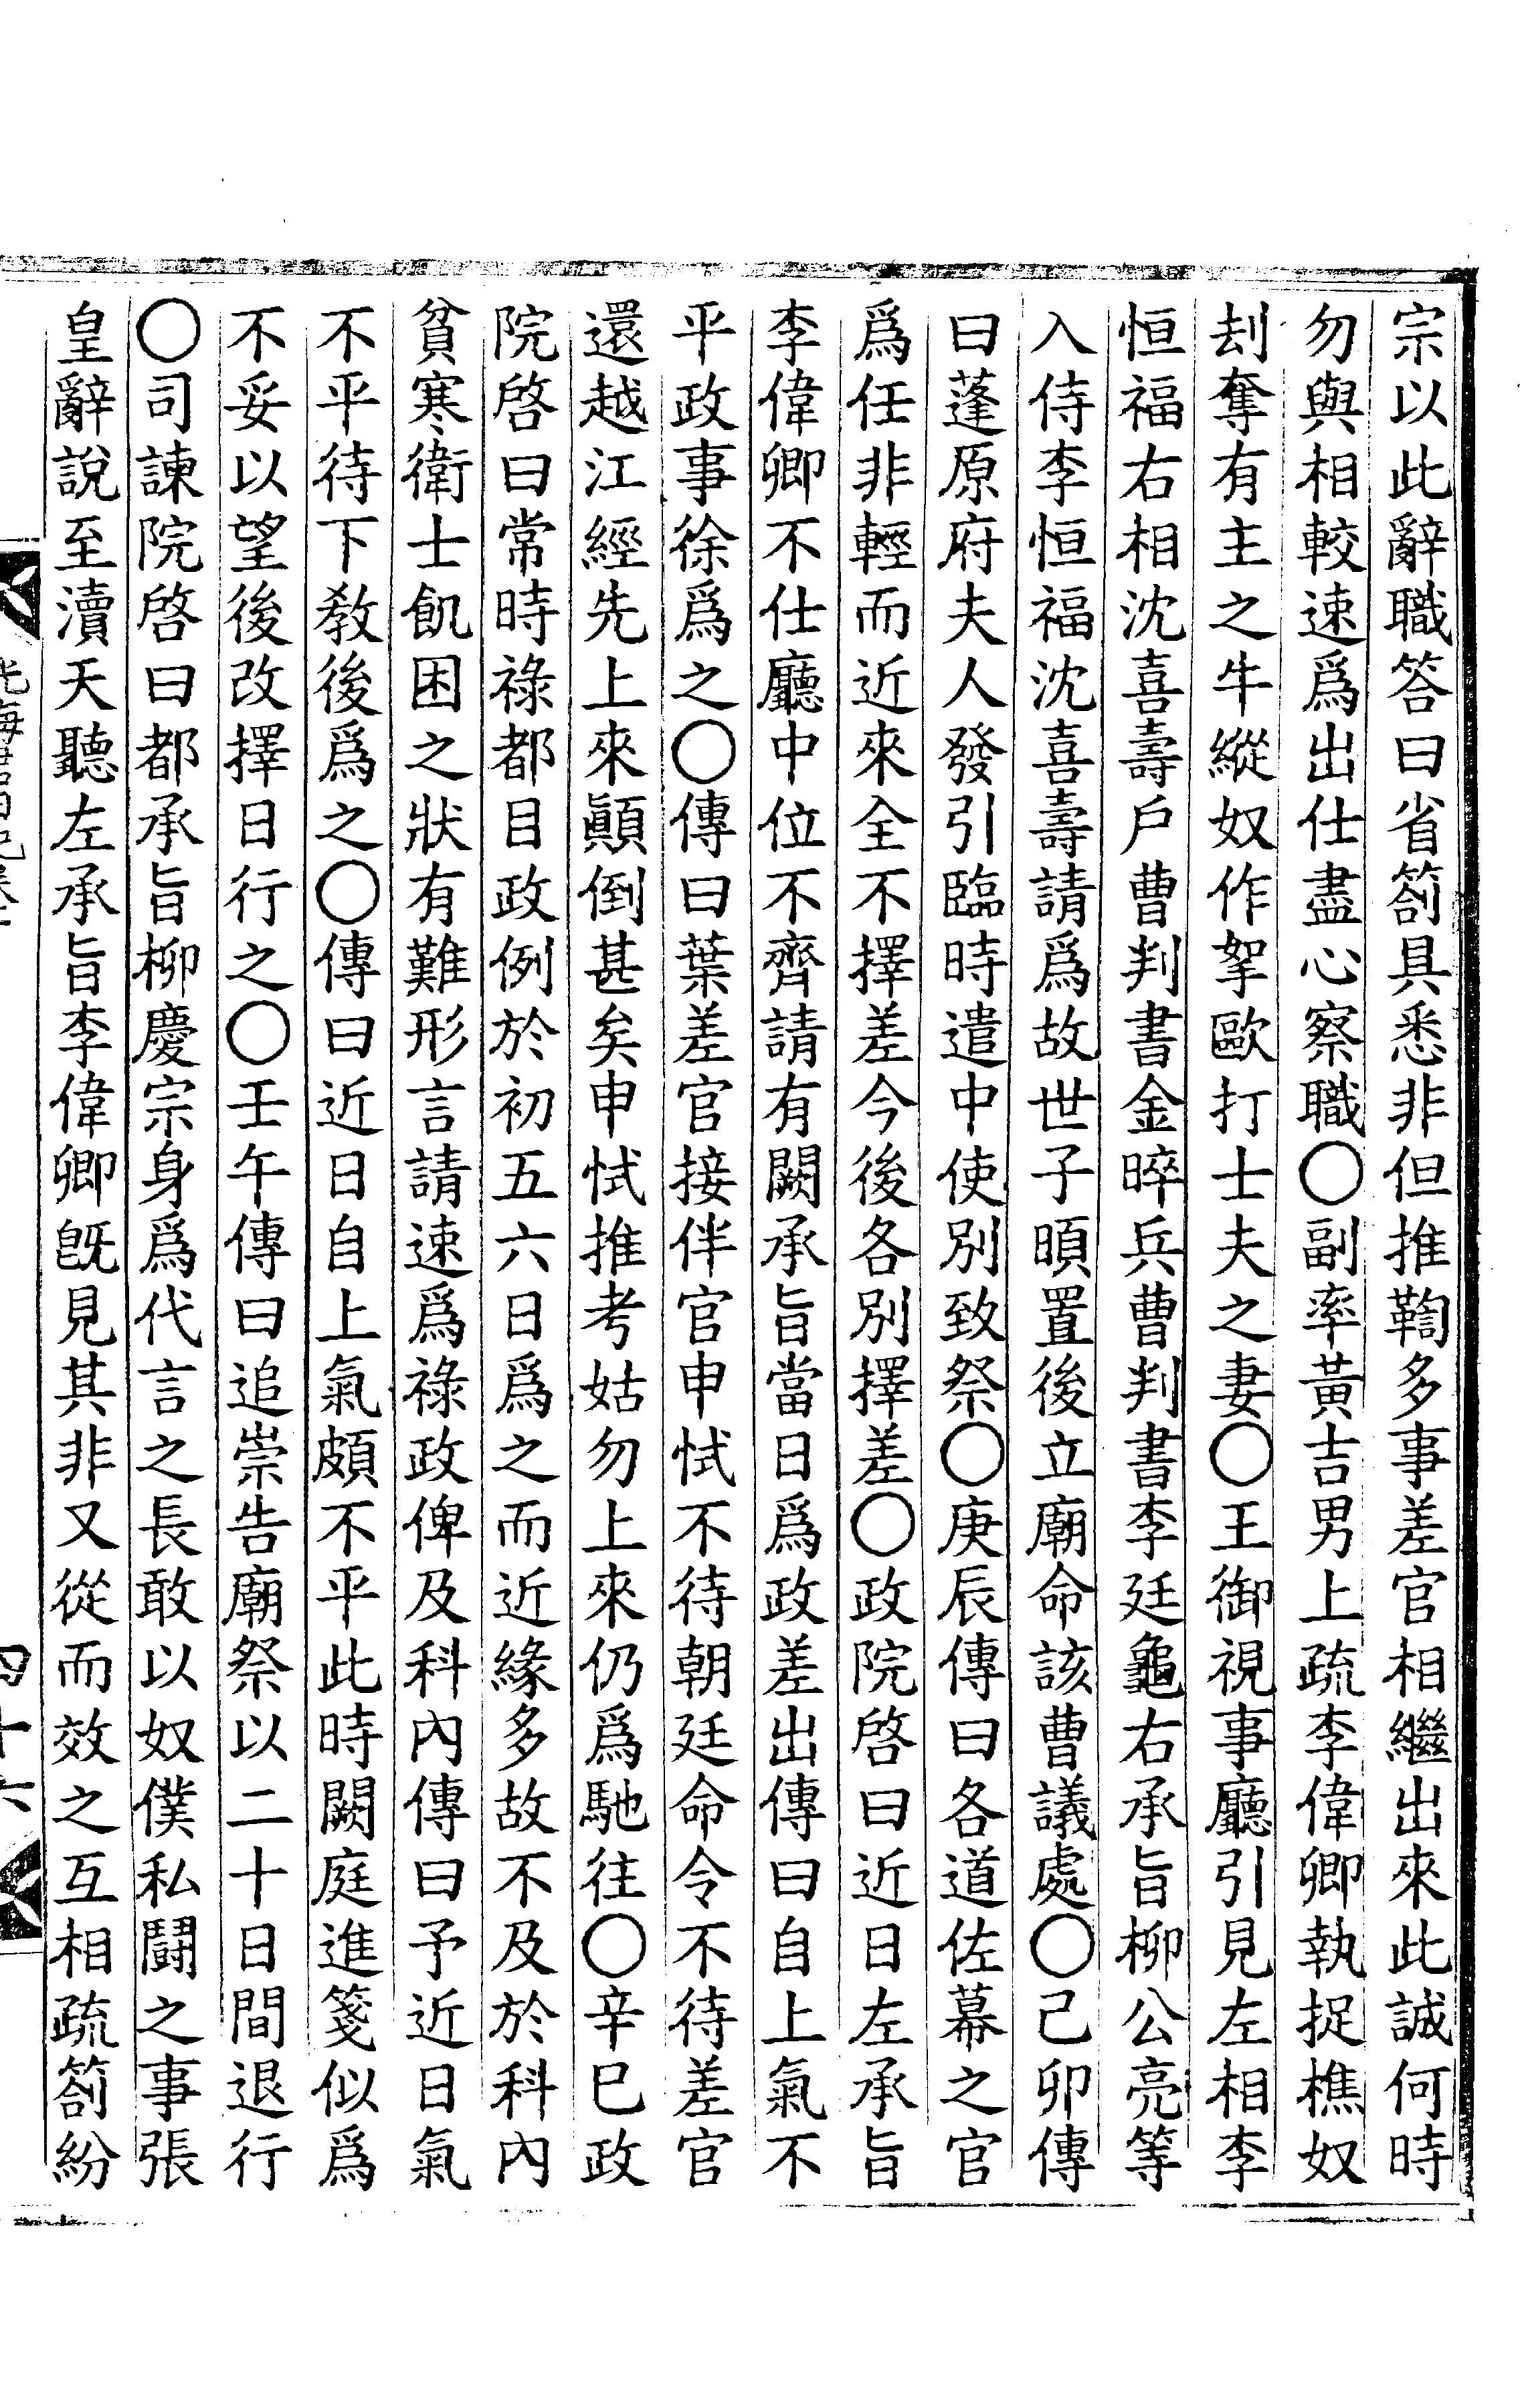 宗以此辭職答曰省箚具悉非但推鞫多事差官相繼出來此誠何時
勿與相較速爲出仕盡心察職○副率黃吉男上疏李偉卿執捉樵奴
刦奪有主之牛縱奴作挐歐打士夫之妻○王御視事廳引見左相李
恒福右相沈喜壽戶曹判書金晬兵曹判書李廷龜右承旨柳公亮等
入侍李恒福沈喜壽請爲故世子㬅置後立廟命該曹議處○己卯傳
曰蓬原府夫人發引臨時遣中使別致祭○庚辰傳曰各道佐幕之官
爲任非輕而近來全不擇差今後各別擇差○政院啓曰近日左承旨
李偉卿不仕廳中位不齊請有闕承旨當日爲政差出傳曰自上氣不
平政事徐爲之○傳曰葉差官接伴官申恜不待朝廷命令不待差官
還越江經先上來顚倒甚矣申恜推考姑勿上來仍爲馳往○辛巳政
院啓曰常時祿都目政例於初五六日爲之而近緣多故不及於科內
貧寒衛士飢困之狀有難形言請速爲祿政俾及科內傳曰予近日氣
不平待下敎後爲之○傳曰近日自上氣頗不平此時闕庭進箋似爲
不妥以望後改擇日行之○壬午傳曰追崇告廟祭以二十日間退行
○司諫院啓曰都承旨柳慶宗身爲代言之長敢以奴僕私鬪之事張
皇辭說至瀆天聽左承旨李偉卿旣見其非又從而效之互相疏箚紛